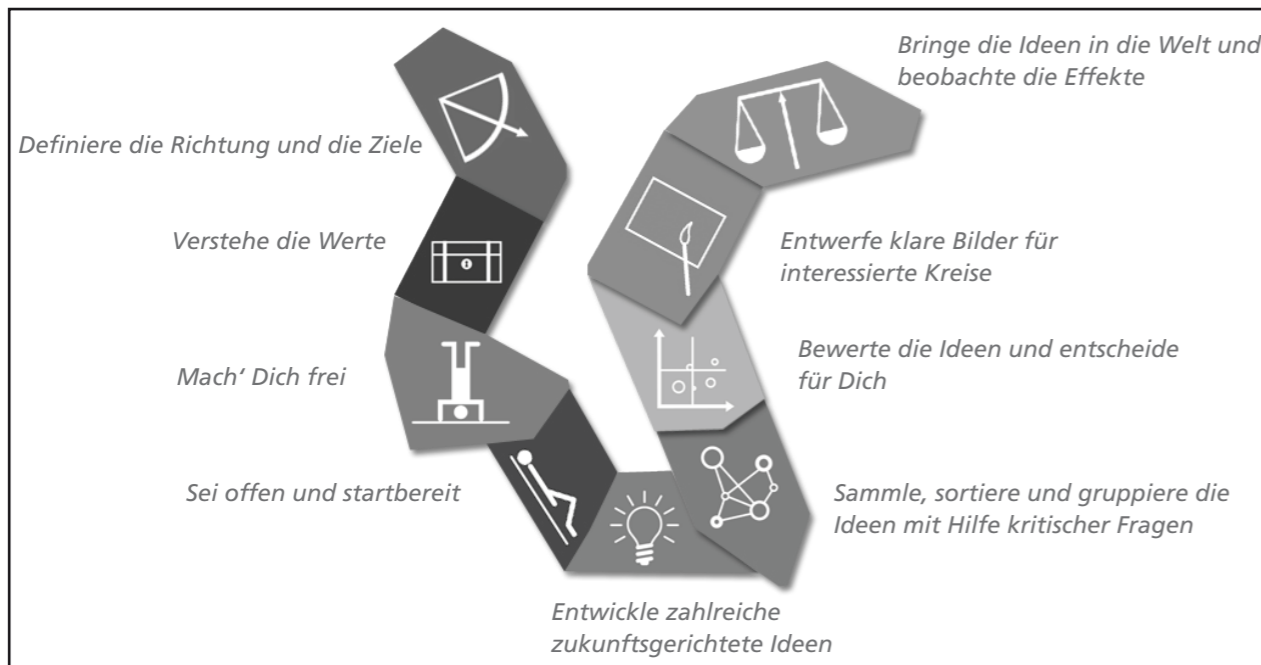 Definiere die Richtung und die Ziele
Verstehe die Werte
Mach‘ Dich frei
Sei offen und startbereit
Entwickle zahlreiche
zukunftsgerichtete Ideen
Sammle, sortiere und gruppiere die
Ideen mit Hilfe kritischer Fragen
Bewerte die Ideen und entscheide
für Dich
Entwerfe klare Bilder für
interessierte Kreise
Bringe die Ideen in die Welt und
beobachte die Effekte